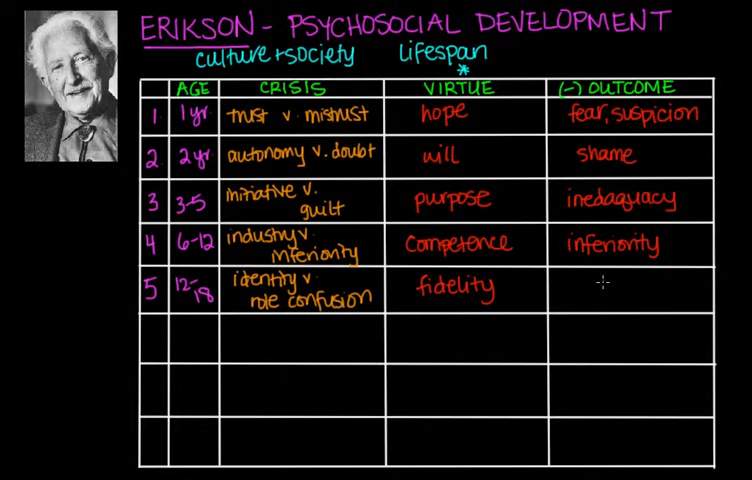 ERIKSON - PSYCHOSOCIAL DEVELOPMENT
culture + society Lifespan
*
AGE CRISIS VIRTUE (-) OUTCOME
1 1yr trust v. mistrust hope fear, suspicion
2 2yr autonomy v. doubt will shame
3 3-5 initiative v. guilt purpose inedaquacy
4 6-12 industry v inferiority competence inferiority
5 12-18 identity v role confusion fidelity